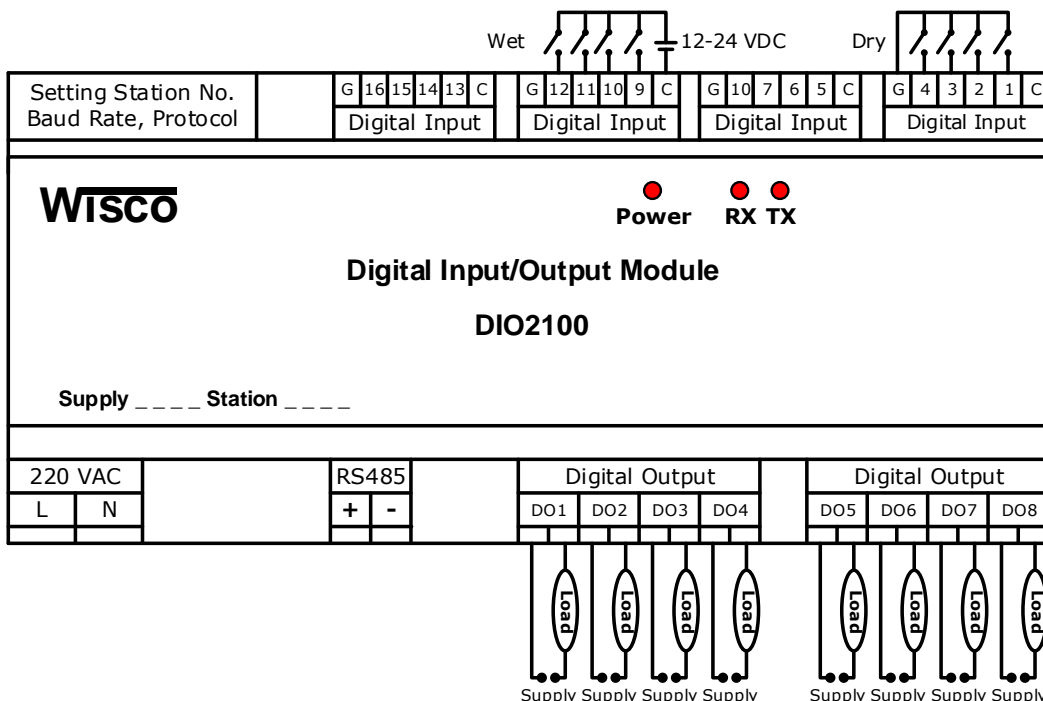 Wet 12-24 VDC Dry
Setting Station No.
Baud Rate, Protocol
G 16 15 14 13 C
Digital Input
G 12 11 10 9 C
Digital Input
G 10 7 6 5 C
Digital Input
G 4 3 2 1 C
Digital Input
Wisco
Power RX TX
Digital Input/Output Module
DIO2100
Supply _ _ _ _ Station _ _ _ _
220 VAC
L N
RS485
+ -
Digital Output
DO1 DO2 DO3 DO4
Digital Output
DO5 DO6 DO7 DO8
Load Load Load Load Load Load Load Load
Supply Supply Supply Supply Supply Supply Supply Supply